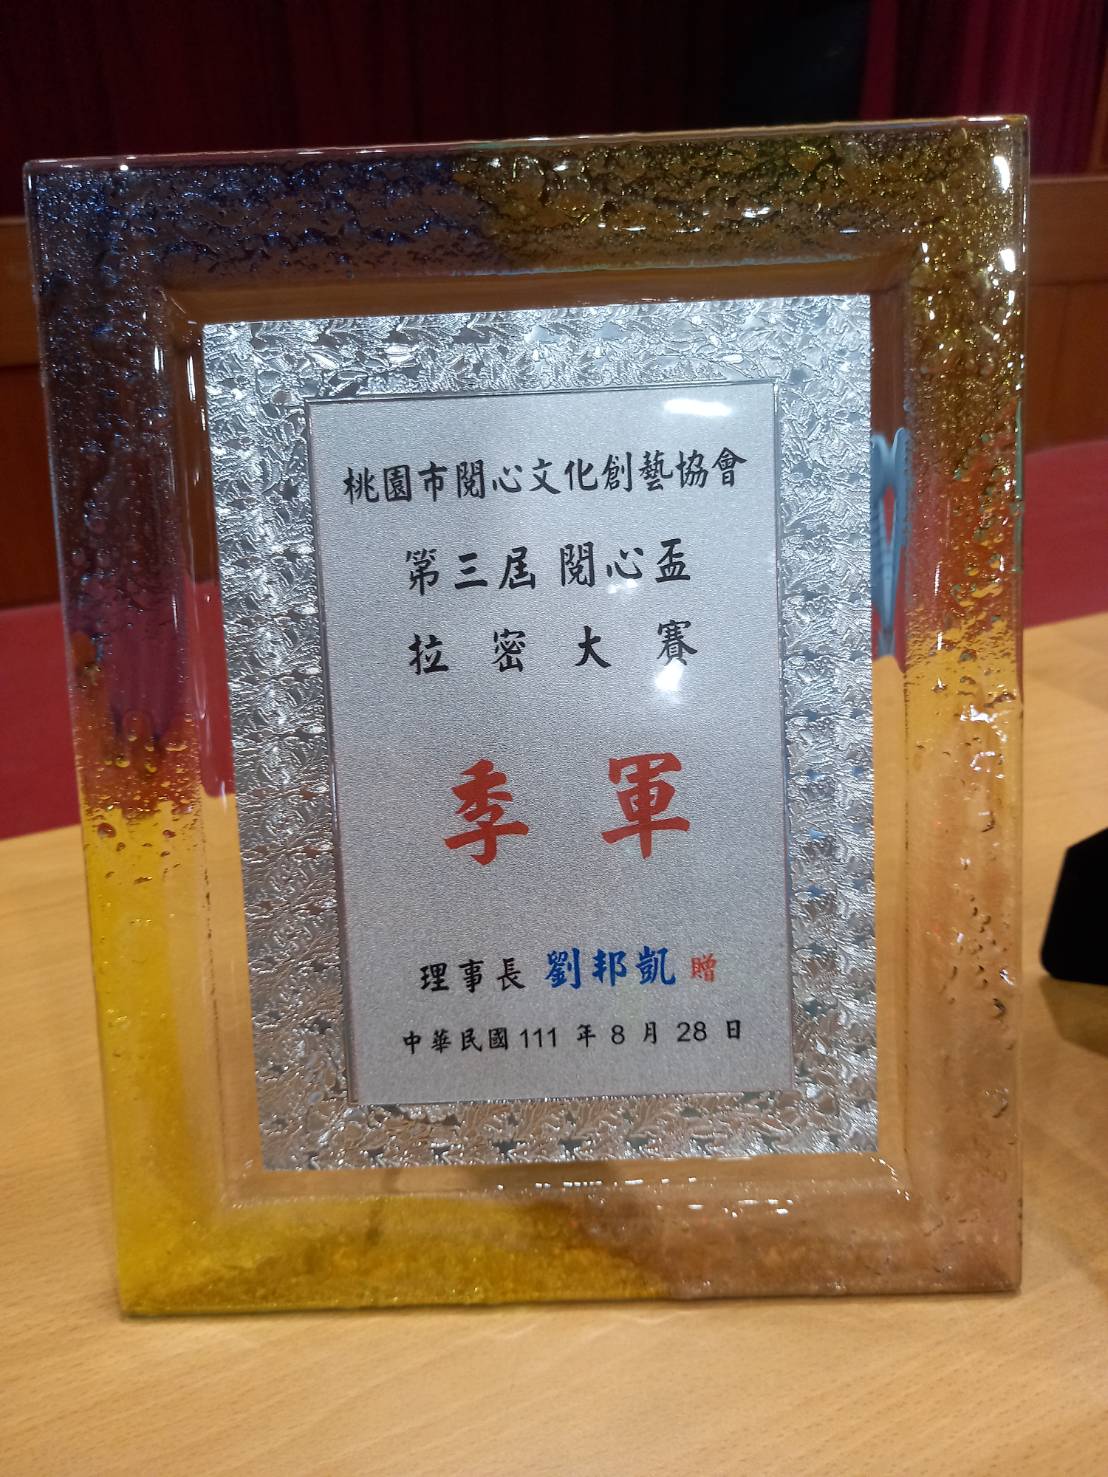 桃園市閱心文化創藝協會
第三屆 閱心盃
拉密大賽
季軍
理事長 劉邦凱 贈
中華民國 111 年 8 月 28 日